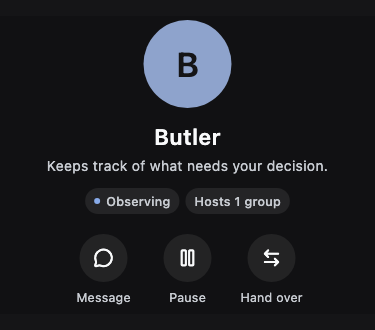 B
Butler
Keeps track of what needs your decision.
Observing Hosts 1 group
Message Pause Hand over